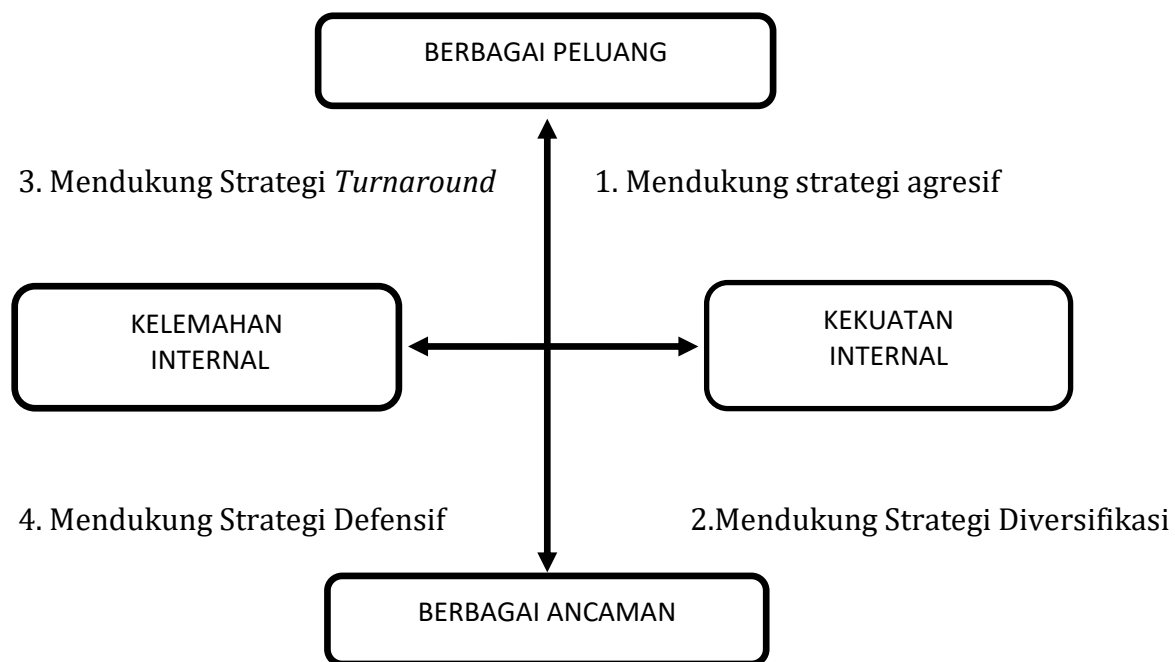 BERBAGAI PELUANG
3. Mendukung Strategi Turnaround
1. Mendukung strategi agresif
KELEMAHAN
INTERNAL
KEKUATAN
INTERNAL
4. Mendukung Strategi Defensif
2.Mendukung Strategi Diversifikasi
BERBAGAI ANCAMAN